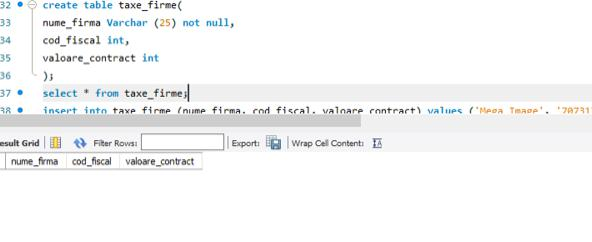 32 create table taxe_firme(
33 nume_firma Varchar (25) not null,
34 cod_fiscal int,
35 valoare_contract int
36 );
37 select * from taxe_firme;
38 insert into taxe_firme (nume_firma, cod_fiscal, valoare_contract) values ('Mega Image', '20731
esult Grid Filter Rows: Export: Wrap Cell Content:
nume_firma cod_fiscal valoare_contract